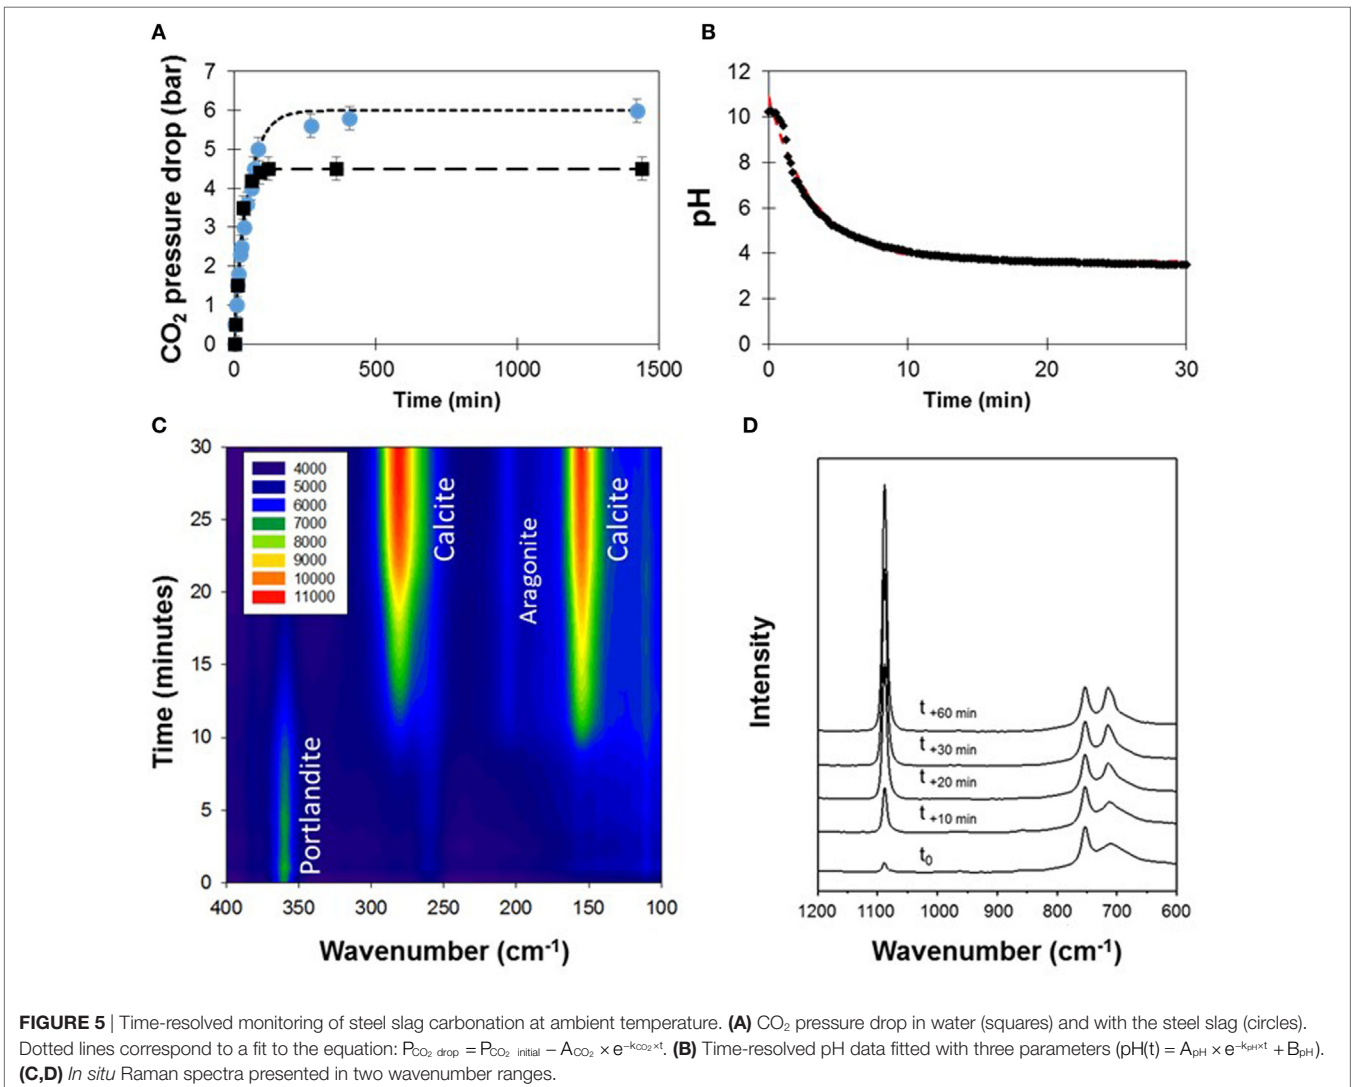 A
CO2 pressure drop (bar)
7
6
5
4
3
2
1
0
0 500 1000 1500
Time (min)
B
pH
12
10
8
6
4
2
0
0 10 20 30
Time (min)
C
Time (minutes)
30
25
20
15
10
5
0
4000
5000
6000
7000
8000
9000
10000
11000
Portlandite
Calcite
Aragonite
Calcite
400 350 300 250 200 150 100
Wavenumber (cm-1)
D
Intensity
t +60 min
t +30 min
t +20 min
t +10 min
t0
1200 1100 1000 900 800 700 600
Wavenumber (cm-1)
FIGURE 5 | Time-resolved monitoring of steel slag carbonation at ambient temperature. (A) CO2 pressure drop in water (squares) and with the steel slag (circles).
Dotted lines correspond to a fit to the equation: PCO2 drop = PCO2 initial − ACO2 × e−kCO2×t. (B) Time-resolved pH data fitted with three parameters (pH(t) = ApH × e−kpH×t + BpH).
(C,D) In situ Raman spectra presented in two wavenumber ranges.